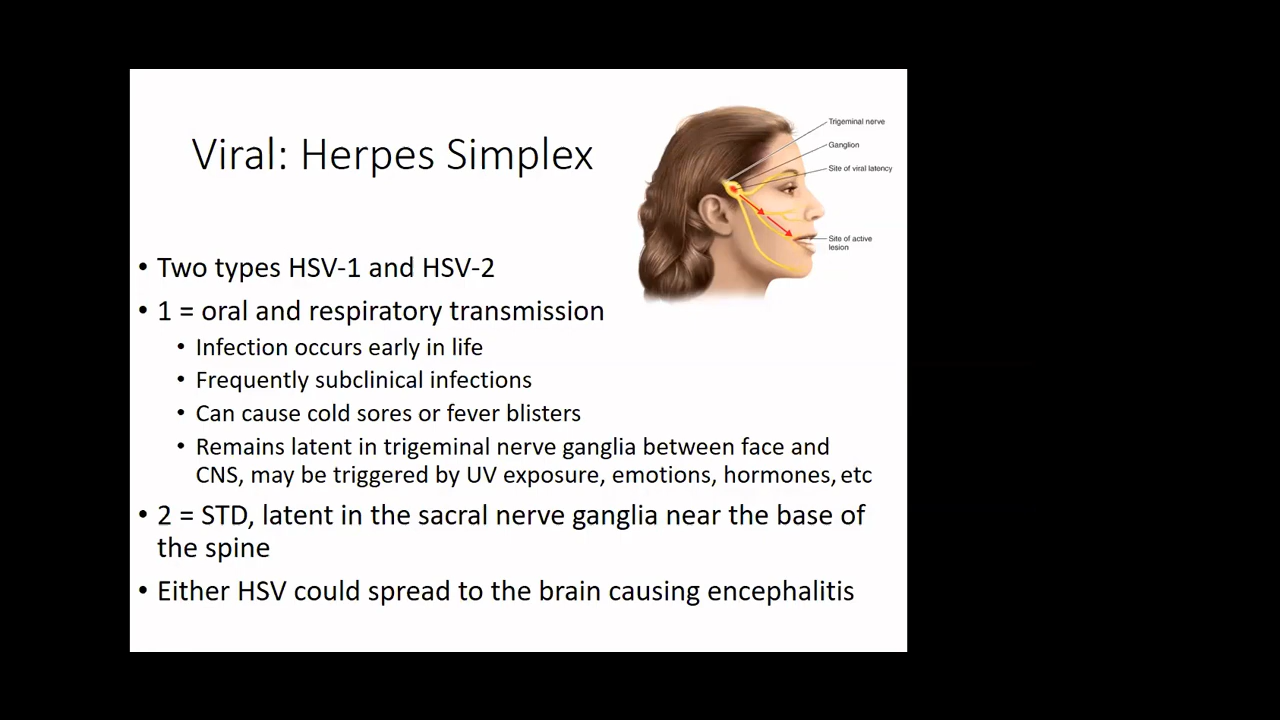 Viral: Herpes Simplex
Trigeminal nerve
Ganglion
Site of viral latency
Site of active
lesion
• Two types HSV-1 and HSV-2
• 1 = oral and respiratory transmission
• Infection occurs early in life
• Frequently subclinical infections
• Can cause cold sores or fever blisters
• Remains latent in trigeminal nerve ganglia between face and
CNS, may be triggered by UV exposure, emotions, hormones, etc
• 2 = STD, latent in the sacral nerve ganglia near the base of
the spine
• Either HSV could spread to the brain causing encephalitis